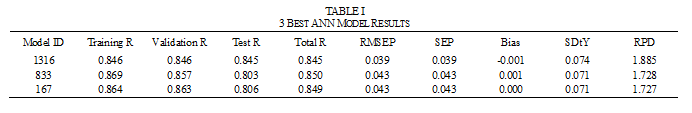 TABLE I
3 BEST ANN MODEL RESULTS
Model ID Training R Validation R Test R Total R RMSEP SEP Bias SDtY RPD
1316 0.846 0.846 0.845 0.845 0.039 0.039 -0.001 0.074 1.885
833 0.869 0.857 0.803 0.850 0.043 0.043 0.001 0.071 1.728
167 0.864 0.863 0.806 0.849 0.043 0.043 0.000 0.071 1.727